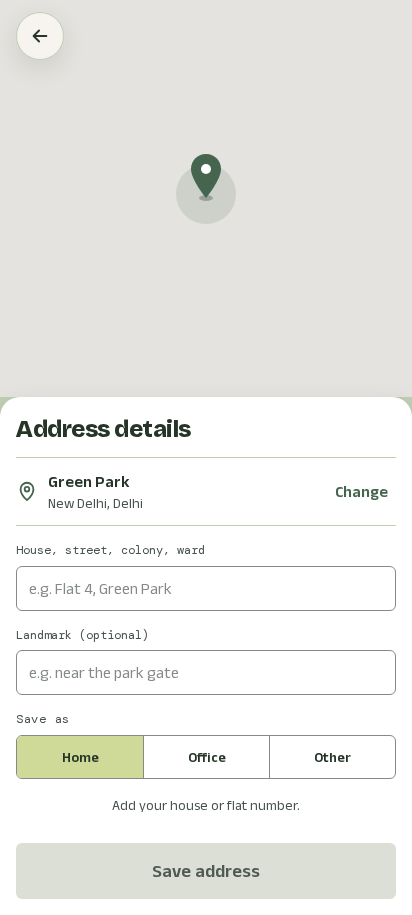 Address details
Green Park
New Delhi, Delhi
Change
House, street, colony, ward
e.g. Flat 4, Green Park
Landmark (optional)
e.g. near the park gate
Save as
Home
Office
Other
Add your house or flat number.
Save address